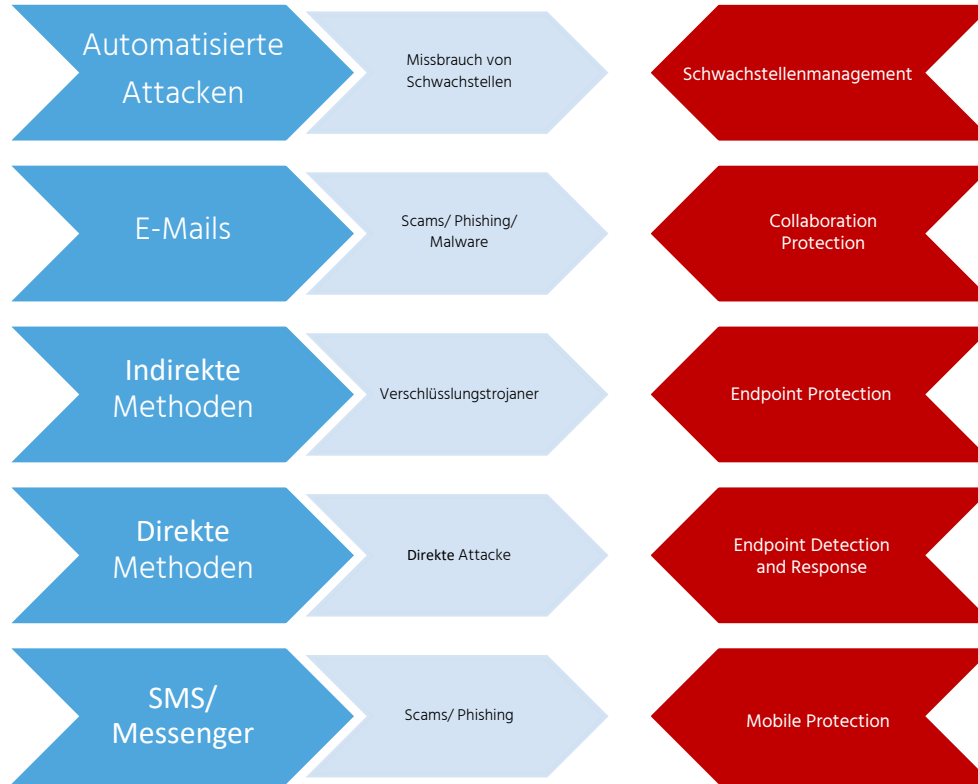 Automatisierte
Attacken
Missbrauch von
Schwachstellen
Schwachstellenmanagement
E-Mails
Scams/ Phishing/
Malware
Collaboration
Protection
Indirekte
Methoden
Verschlüsslungstrojaner
Endpoint Protection
Direkte
Methoden
Direkte Attacke
Endpoint Detection
and Response
SMS/
Messenger
Scams/ Phishing
Mobile Protection